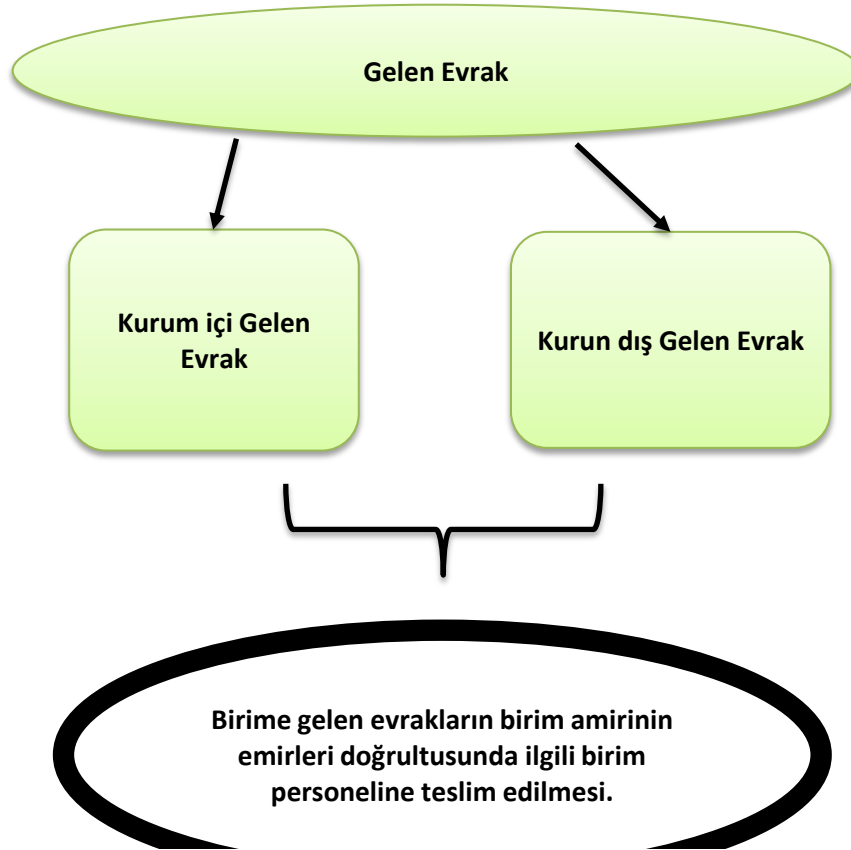 Gelen Evrak
Kurum içi Gelen
Evrak
Kurun dış Gelen Evrak
Birime gelen evrakların birim amirinin
emirleri doğrultusunda ilgili birim
personeline teslim edilmesi.